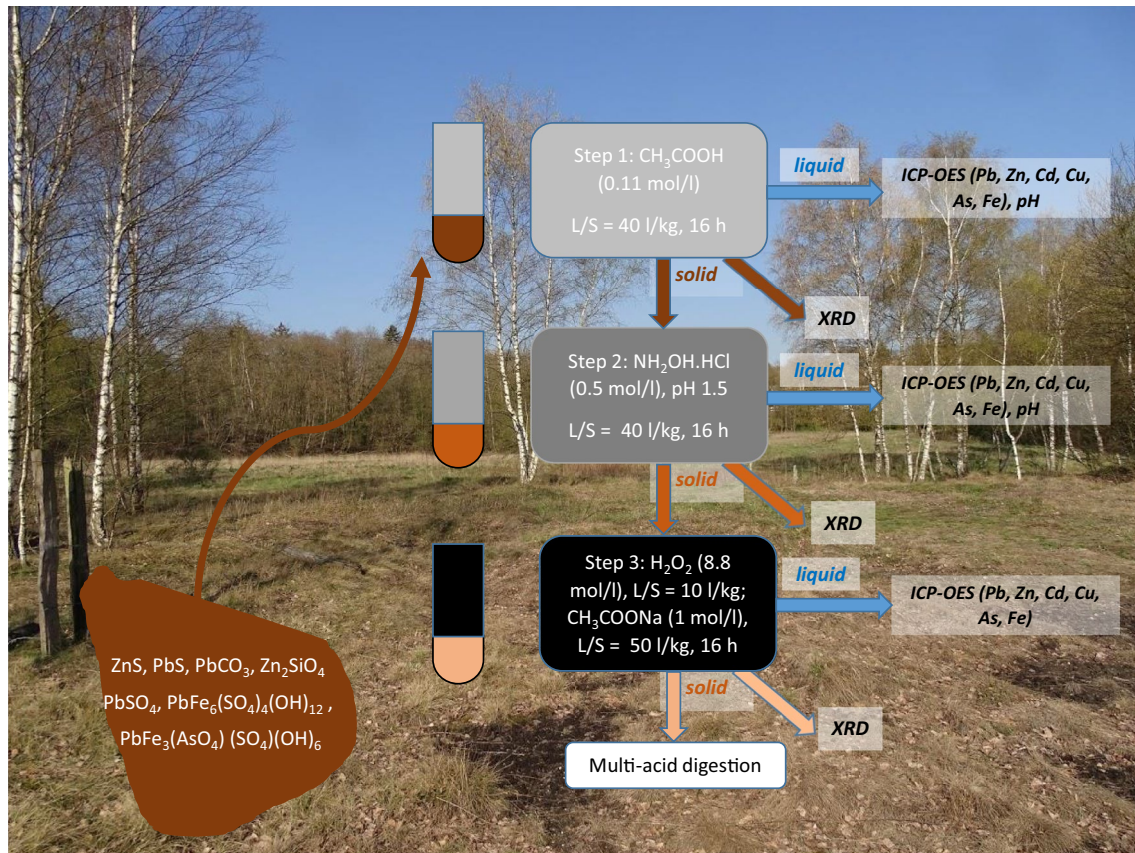 Step 1: CH₃COOH
(0.11 mol/l)
L/S = 40 l/kg, 16 h
liquid
ICP-OES (Pb, Zn, Cd, Cu,
As, Fe), pH
solid
XRD
Step 2: NH₂OH.HCl
(0.5 mol/l), pH 1.5
L/S = 40 l/kg, 16 h
liquid
ICP-OES (Pb, Zn, Cd, Cu,
As, Fe), pH
solid
XRD
Step 3: H₂O₂ (8.8
mol/l), L/S = 10 l/kg;
CH₃COONa (1 mol/l),
L/S = 50 l/kg, 16 h
liquid
ICP-OES (Pb, Zn, Cd, Cu,
As, Fe)
solid
XRD
Multi-acid digestion
ZnS, PbS, PbCO₃, Zn₂SiO₄
PbSO₄, PbFe₆(SO₄)₄(OH)₁₂ ,
PbFe₃(AsO₄) (SO₄)(OH)₆